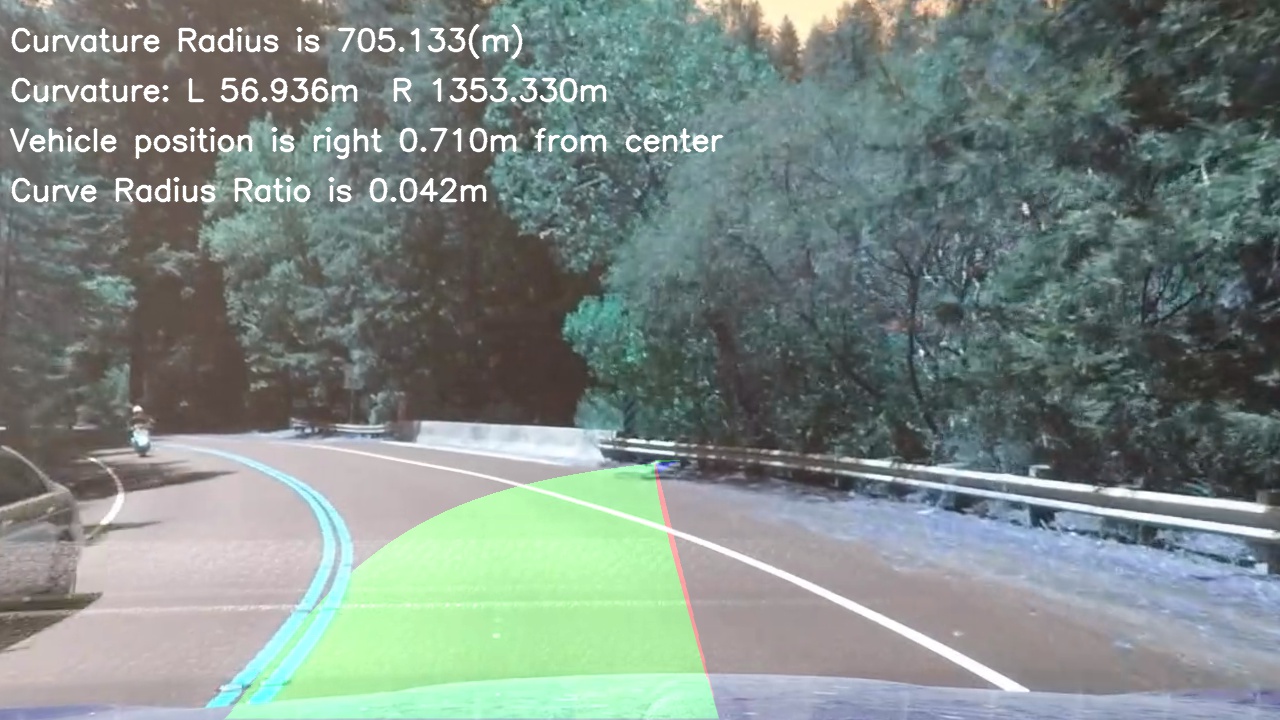 Curvature Radius is 705.133(m)
Curvature: L 56.936m R 1353.330m
Vehicle position is right 0.710m from center
Curve Radius Ratio is 0.042m